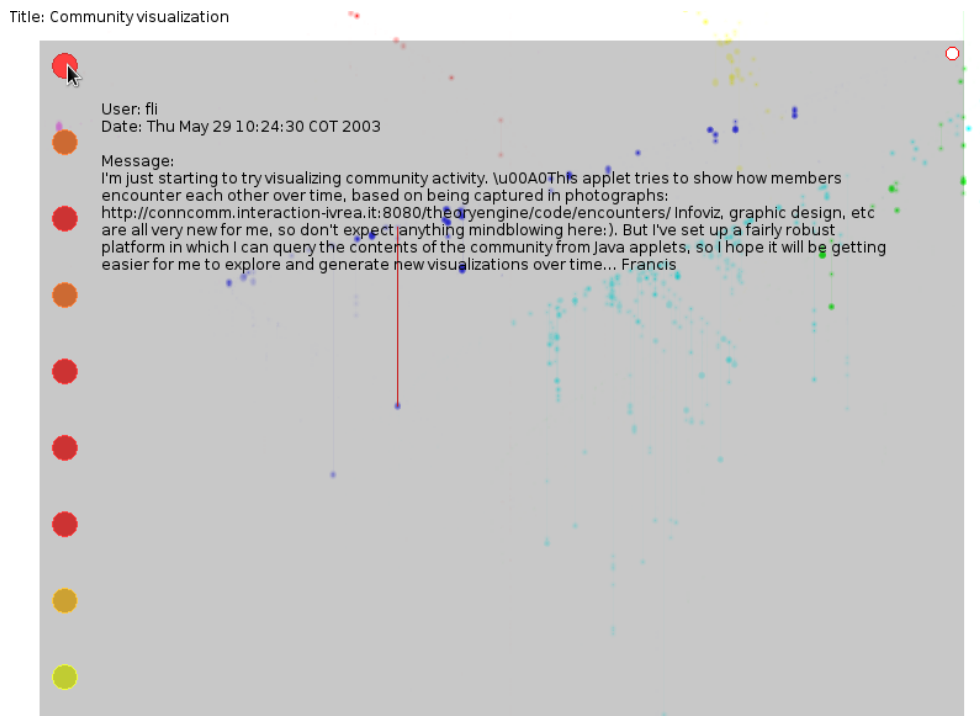 Title: Community visualization
User: fli
Date: Thu May 29 10:24:30 COT 2003
Message:
I'm just starting to try visualizing community activity. \u00A0This applet tries to show how members
encounter each other over time, based on being captured in photographs:
http://conncomm.interaction-ivrea.it:8080/theoryengine/code/encounters/ Infoviz, graphic design, etc
are all very new for me, so don't expect anything mindblowing here:). But I've set up a fairly robust
platform in which I can query the contents of the community from Java applets, so I hope it will be getting
easier for me to explore and generate new visualizations over time... Francis